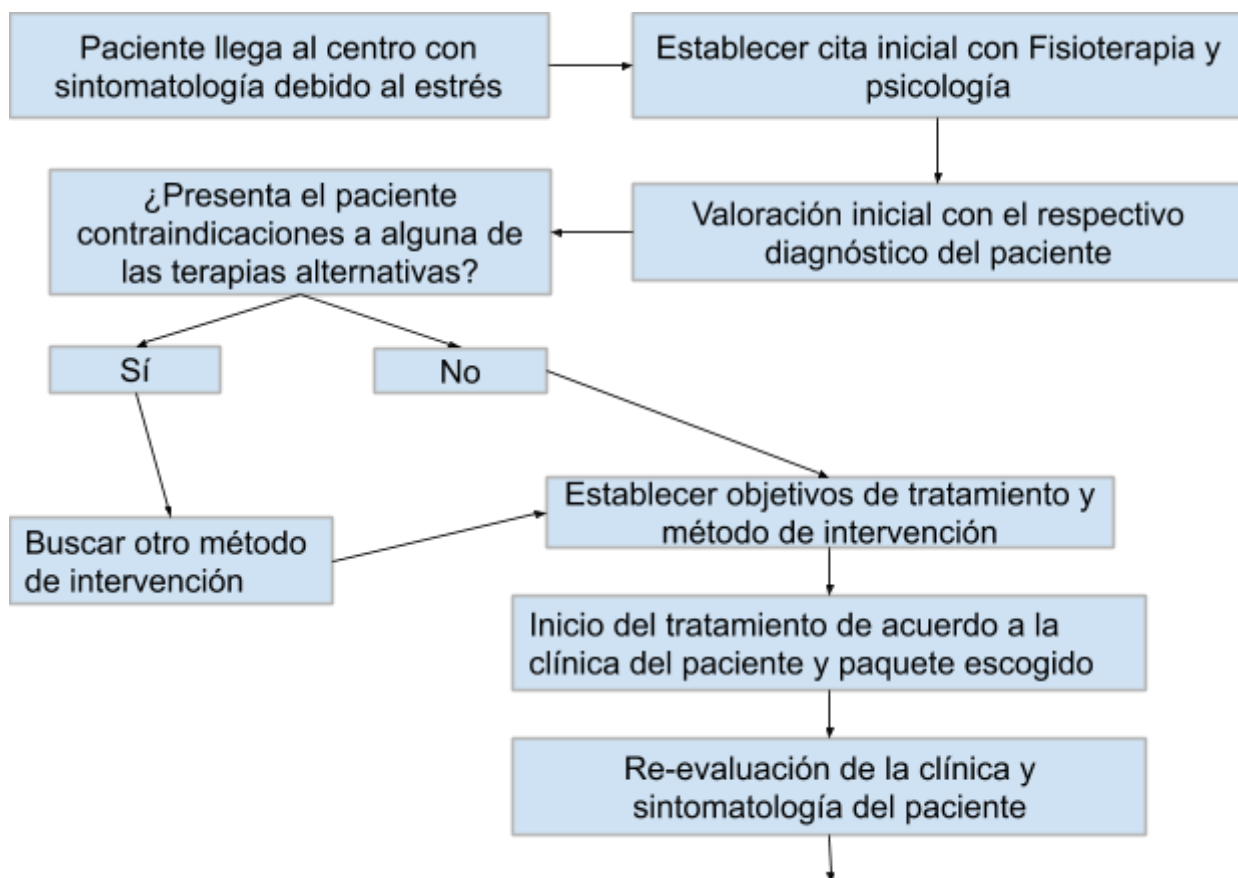 Paciente llega al centro con
sintomatología debido al estrés
Establecer cita inicial con Fisioterapia y
psicología
Valoración inicial con el respectivo
diagnóstico del paciente
¿Presenta el paciente
contraindicaciones a alguna de
las terapias alternativas?
Sí
No
Buscar otro método
de intervención
Establecer objetivos de tratamiento y
método de intervención
Inicio del tratamiento de acuerdo a la
clínica del paciente y paquete escogido
Re-evaluación de la clínica y
sintomatología del paciente